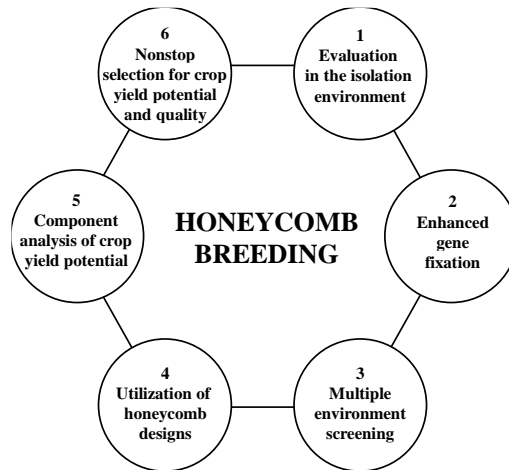 6
Nonstop
selection for crop
yield potential
and quality
1
Evaluation
in the isolation
environment
5
Component
analysis of crop
yield potential
HONEYCOMB
BREEDING
2
Enhanced
gene
fixation
4
Utilization of
honeycomb
designs
3
Multiple
environment
screening